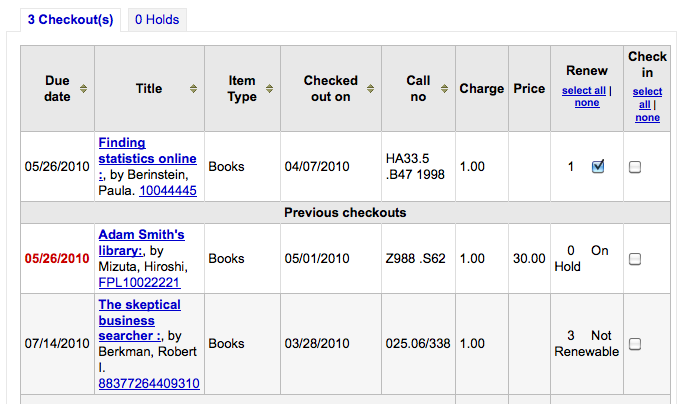 3 Checkout(s) 0 Holds
Due date Title Item Type Checked out on Call no Charge Price Renew select all | none Check in select all | none
05/26/2010 Finding statistics online :, by Berinstein, Paula. 10044445 Books 04/07/2010 HA33.5 .B47 1998 1.00 1
Previous checkouts
05/26/2010 Adam Smith's library:, by Mizuta, Hiroshi, FPL10022221 Books 05/01/2010 Z988 .S62 1.00 30.00 0 On Hold
07/14/2010 The skeptical business searcher :, by Berkman, Robert I. 88377264409310 Books 03/28/2010 025.06/338 1.00 3 Not Renewable